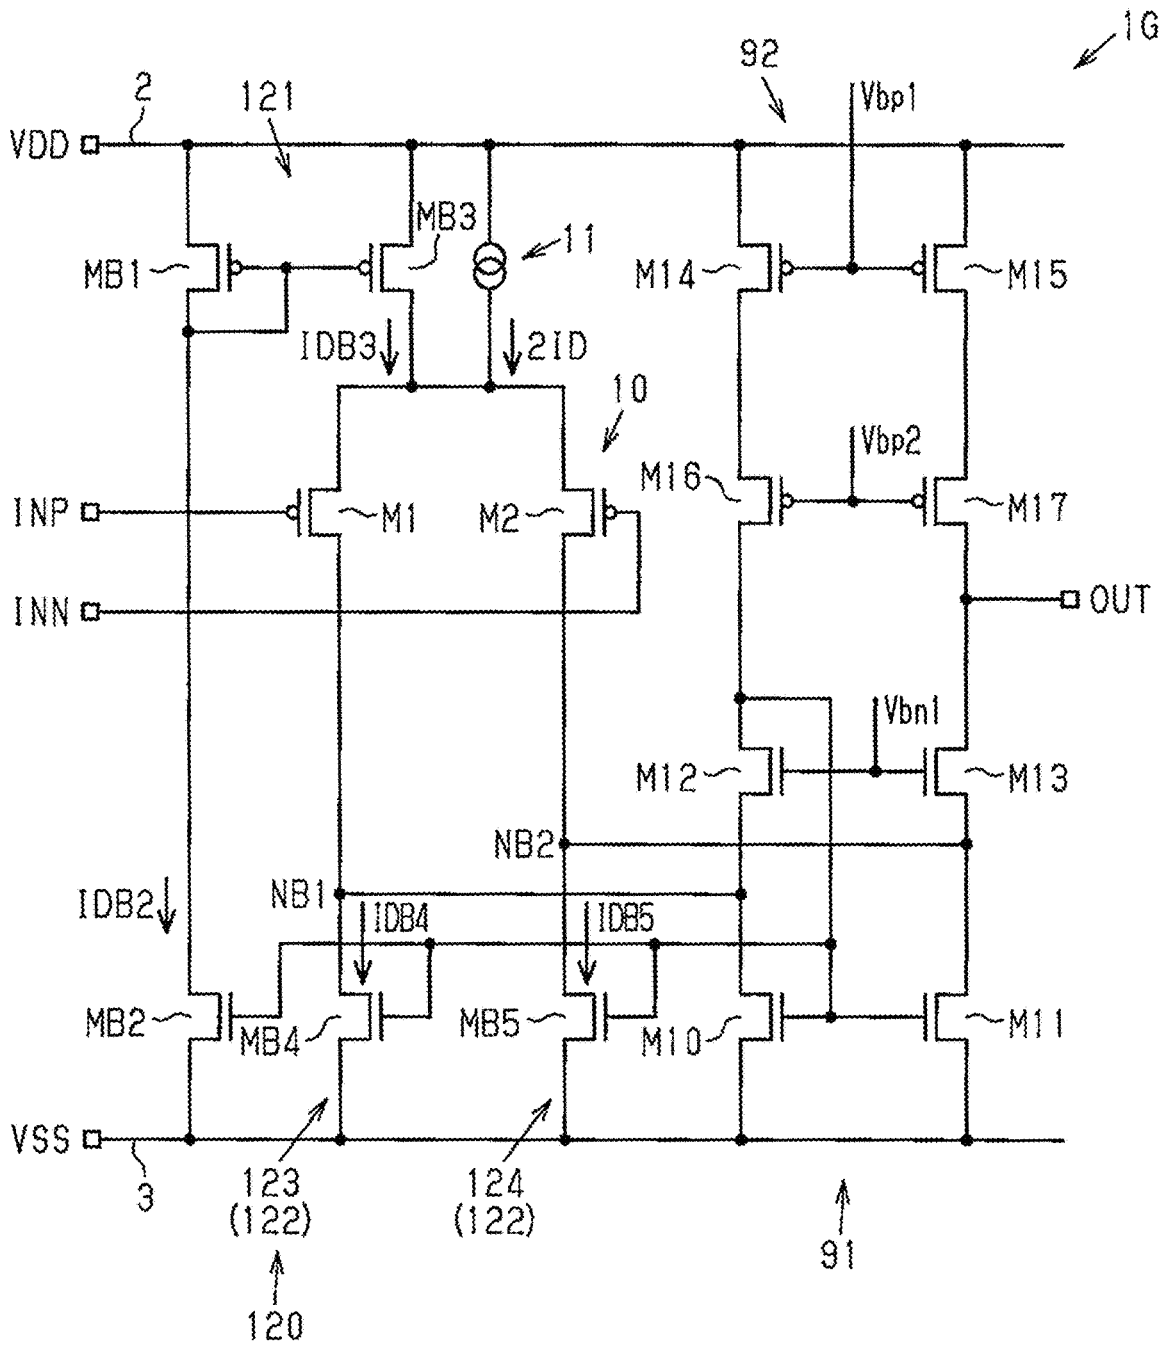 1G
92
2
121
Vbp1
VDD
MB3
11
MB1
M14
M15
IDB3
2ID
10
Vbp2
M16
INP
M1
M2
M17
INN
OUT
Vbn1
M12
M13
NB2
NB1
IDB2
IDB4
IDB5
MB2
MB4
MB5
M10
M11
VSS
3
123
(122)
124
(122)
91
120